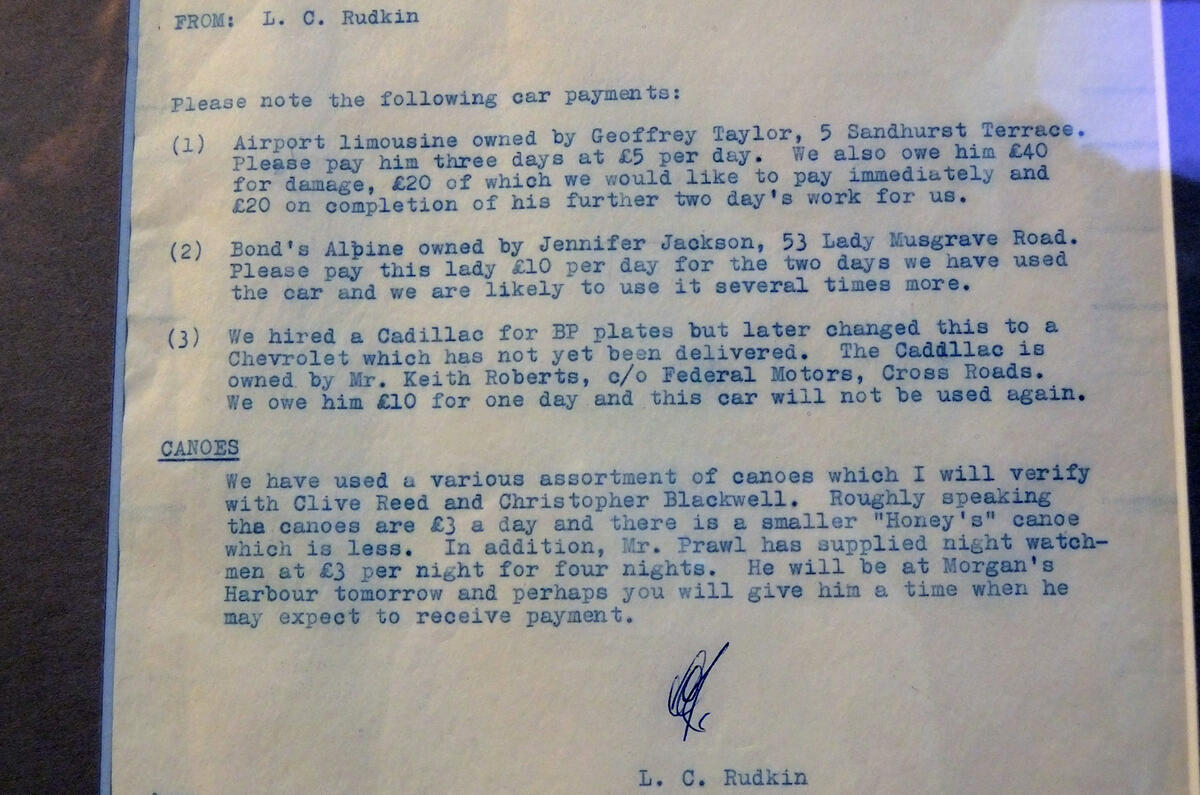 FROM: L. C. Rudkin
Please note the following car payments:
(1) Airport limousine owned by Geoffrey Taylor, 5 Sandhurst Terrace.
Please pay him three days at £5 per day. We also owe him £40
for damage, £20 of which we would like to pay immediately and
£20 on completion of his further two day's work for us.
(2) Bond's Alpine owned by Jennifer Jackson, 53 Lady Musgrave Road.
Please pay this lady £10 per day for the two days we have used
the car and we are likely to use it several times more.
(3) We hired a Cadillac for BP plates but later changed this to a
Chevrolet which has not yet been delivered. The Caddllac is
owned by Mr. Keith Roberts, c/o Federal Motors, Cross Roads.
We owe him £10 for one day and this car will not be used again.
CANOES
We have used a various assortment of canoes which I will verify
with Clive Reed and Christopher Blackwell. Roughly speaking
tha canoes are £3 a day and there is a smaller "Honey's" canoe
which is less. In addition, Mr. Prawl has supplied night watch-
men at £3 per night for four nights. He will be at Morgan's
Harbour tomorrow and perhaps you will give him a time when he
may expect to receive payment.
L. C. Rudkin